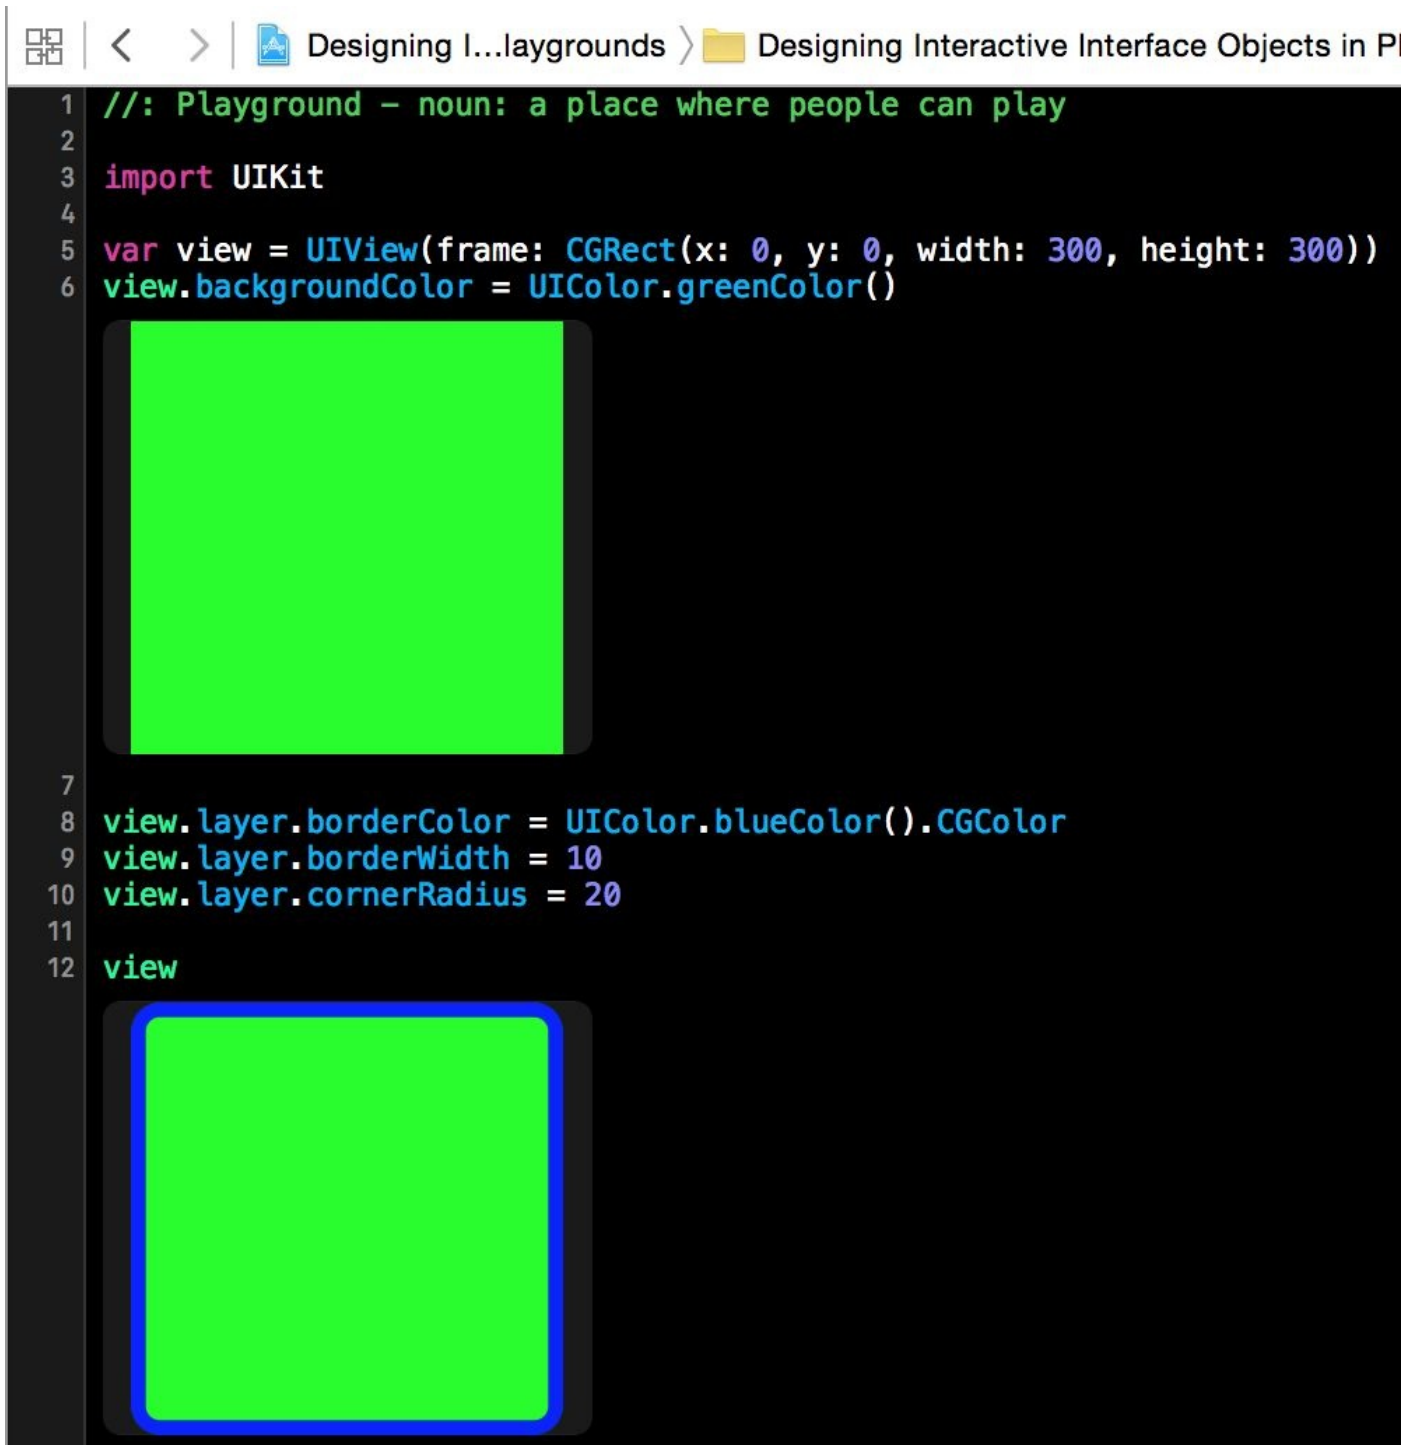 Designing I...laygrounds Designing Interactive Interface Objects in Pl
1 //: Playground – noun: a place where people can play
2
3 import UIKit
4
5 var view = UIView(frame: CGRect(x: 0, y: 0, width: 300, height: 300))
6 view.backgroundColor = UIColor.greenColor()
7
8 view.layer.borderColor = UIColor.blueColor().CGColor
9 view.layer.borderWidth = 10
10 view.layer.cornerRadius = 20
11
12 view